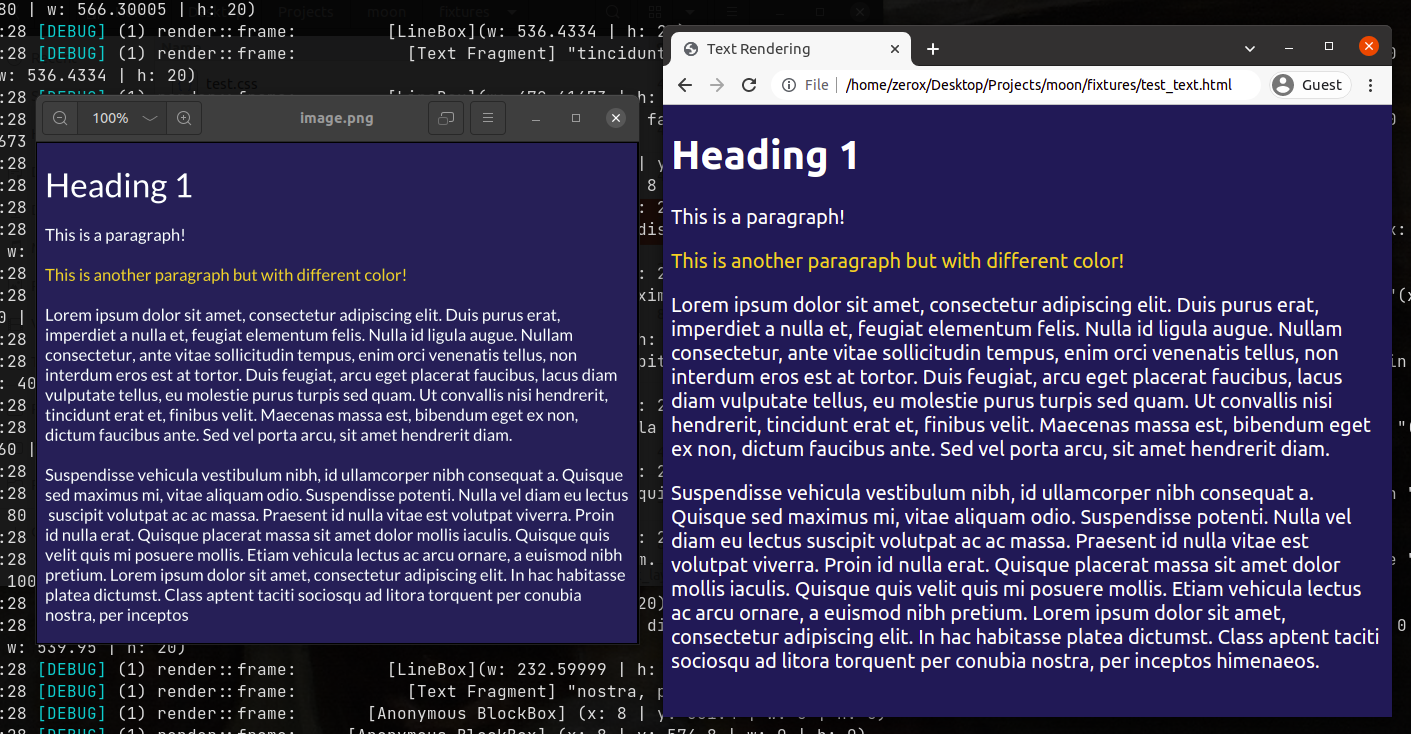 80 | w: 566.30005 | h: 20)
:28 [DEBUG] (1) render::frame: [LineBox](w: 536.4334 | h: 2
:28 [DEBUG] (1) render::frame: [Text Fragment] "tincidunt
w: 536.4334 | h: 20)
test.css
Projects moon fixtures
100%
image.png
Heading 1
This is a paragraph!
This is another paragraph but with different color!
Lorem ipsum dolor sit amet, consectetur adipiscing elit. Duis purus erat,
imperdiet a nulla et, feugiat elementum felis. Nulla id ligula augue. Nullam
consectetur, ante vitae sollicitudin tempus, enim orci venenatis tellus, non
interdum eros est at tortor. Duis feugiat, arcu eget placerat faucibus, lacus diam
vulputate tellus, eu molestie purus turpis sed quam. Ut convallis nisi hendrerit,
tincidunt erat et, finibus velit. Maecenas massa est, bibendum eget ex non,
dictum faucibus ante. Sed vel porta arcu, sit amet hendrerit diam.
Suspendisse vehicula vestibulum nibh, id ullamcorper nibh consequat a. Quisque
sed maximus mi, vitae aliquam odio. Suspendisse potenti. Nulla vel diam eu lectus
suscipit volutpat ac ac massa. Praesent id nulla vitae est volutpat viverra. Proin
id nulla erat. Quisque placerat massa sit amet dolor mollis iaculis. Quisque quis
velit quis mi posuere mollis. Etiam vehicula lectus ac arcu ornare, a euismod nibh
pretium. Lorem ipsum dolor sit amet, consectetur adipiscing elit. In hac habitasse
platea dictumst. Class aptent taciti sociosqu ad litora torquent per conubia
nostra, per inceptos
Text Rendering
File | /home/zerox/Desktop/Projects/moon/fixtures/test_text.html
Guest
Heading 1
This is a paragraph!
This is another paragraph but with different color!
Lorem ipsum dolor sit amet, consectetur adipiscing elit. Duis purus erat,
imperdiet a nulla et, feugiat elementum felis. Nulla id ligula augue. Nullam
consectetur, ante vitae sollicitudin tempus, enim orci venenatis tellus, non
interdum eros est at tortor. Duis feugiat, arcu eget placerat faucibus, lacus
diam vulputate tellus, eu molestie purus turpis sed quam. Ut convallis nisi
hendrerit, tincidunt erat et, finibus velit. Maecenas massa est, bibendum eget
ex non, dictum faucibus ante. Sed vel porta arcu, sit amet hendrerit diam.
Suspendisse vehicula vestibulum nibh, id ullamcorper nibh consequat a.
Quisque sed maximus mi, vitae aliquam odio. Suspendisse potenti. Nulla vel
diam eu lectus suscipit volutpat ac ac massa. Praesent id nulla vitae est
volutpat viverra. Proin id nulla erat. Quisque placerat massa sit amet dolor
mollis iaculis. Quisque quis velit quis mi posuere mollis. Etiam vehicula lectus
ac arcu ornare, a euismod nibh pretium. Lorem ipsum dolor sit amet,
consectetur adipiscing elit. In hac habitasse platea dictumst. Class aptent taciti
sociosqu ad litora torquent per conubia nostra, per inceptos himenaeos.
w: 539.95 | h: 20)
:28 [DEBUG] (1) render::frame: [LineBox](w: 232.59999 | h:
:28 [DEBUG] (1) render::frame: [Text Fragment] "nostra, p
:28 [DEBUG] (1) render::frame: [Anonymous BlockBox] (x: 8 | y:
:28 [DEBUG] (1) render::frame: [Anonymous BlockBox] (x: 8 | y: 574.8 | w: 0 | h: 0)